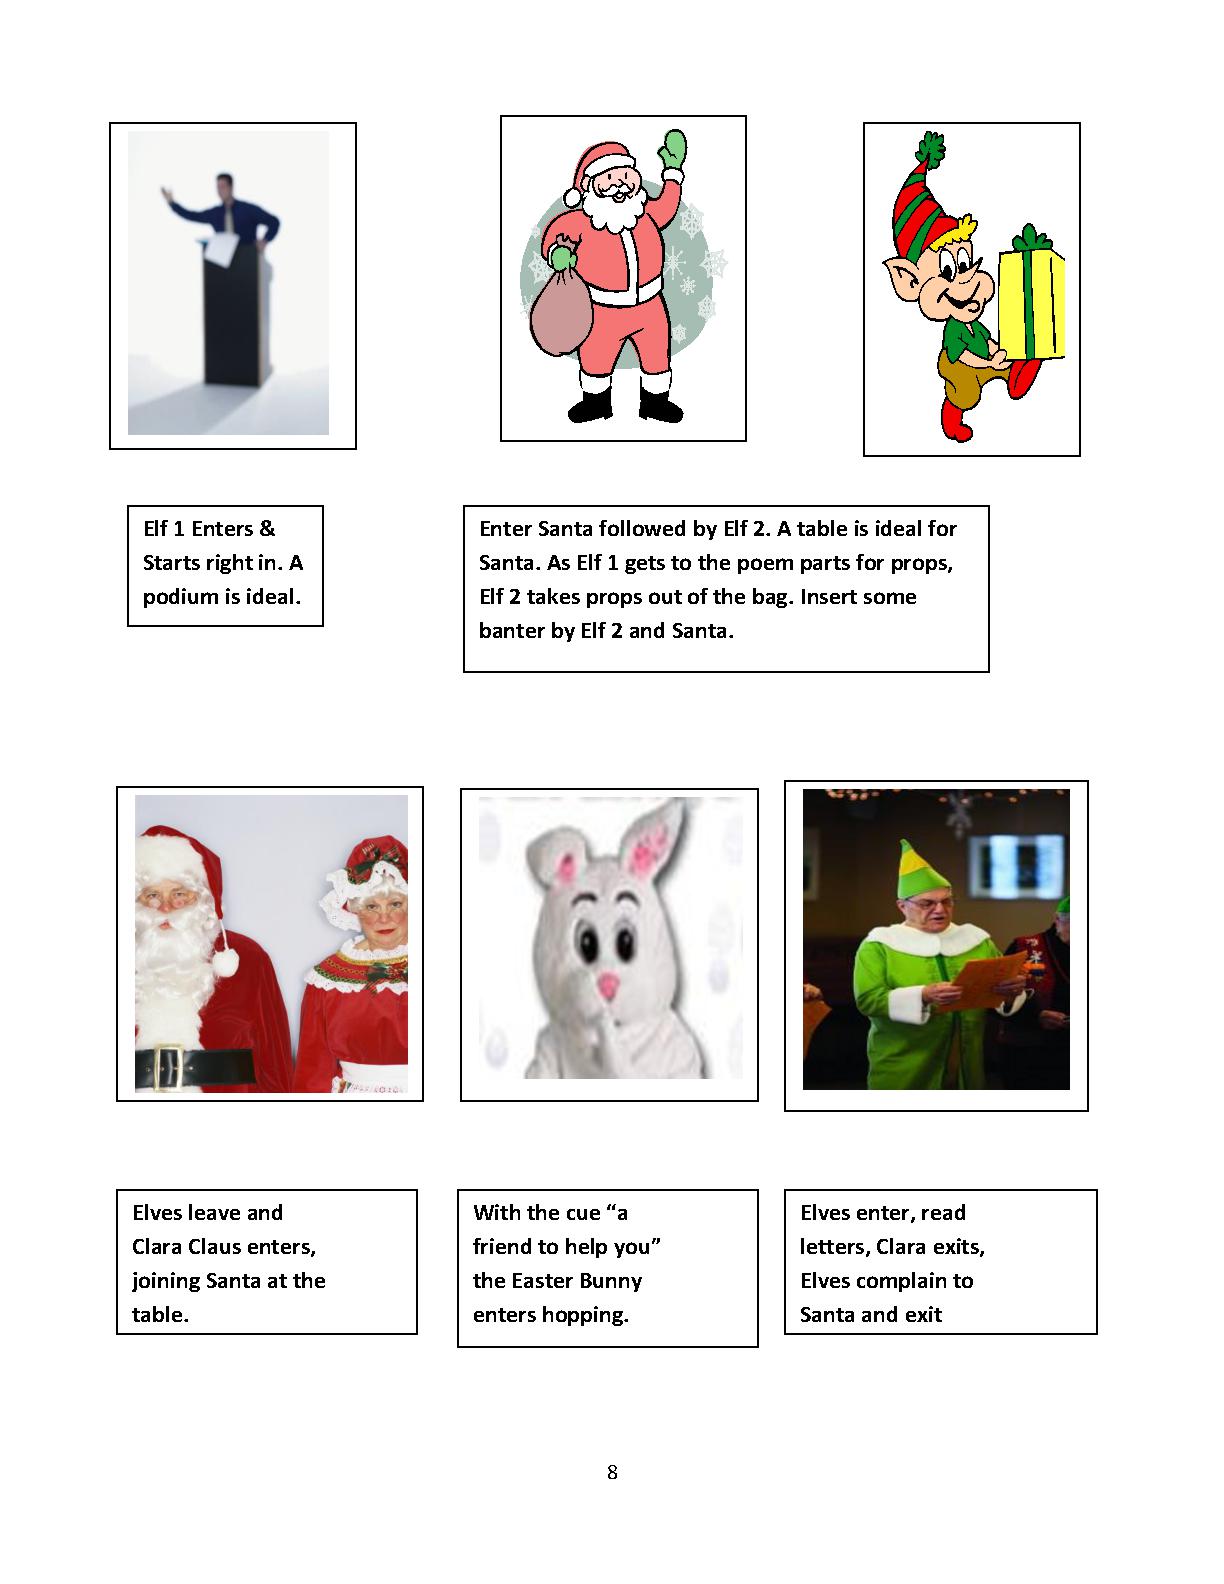 Elf 1 Enters &
Starts right in. A
podium is ideal.
Enter Santa followed by Elf 2. A table is ideal for
Santa. As Elf 1 gets to the poem parts for props,
Elf 2 takes props out of the bag. Insert some
banter by Elf 2 and Santa.
Elves leave and
Clara Claus enters,
joining Santa at the
table.
With the cue “a
friend to help you”
the Easter Bunny
enters hopping.
Elves enter, read
letters, Clara exits,
Elves complain to
Santa and exit
8